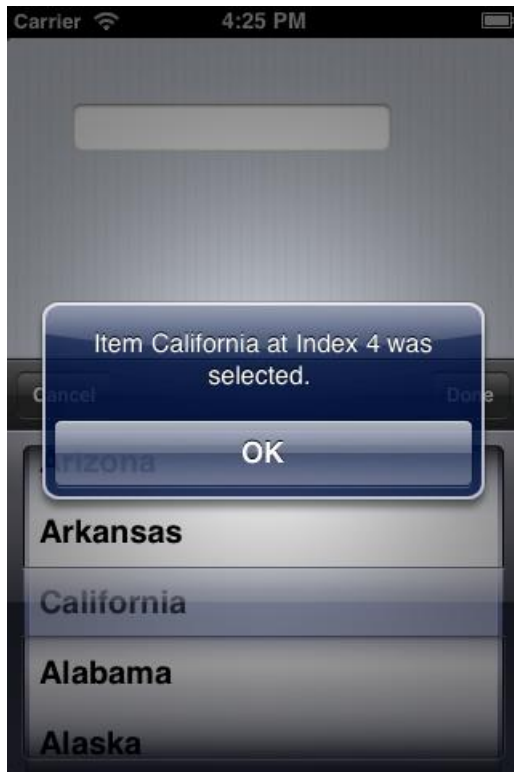 Carrier 4:25 PM
Item California at Index 4 was
selected.
Cancel Done
OK
Arizona
Arkansas
California
Alabama
Alaska